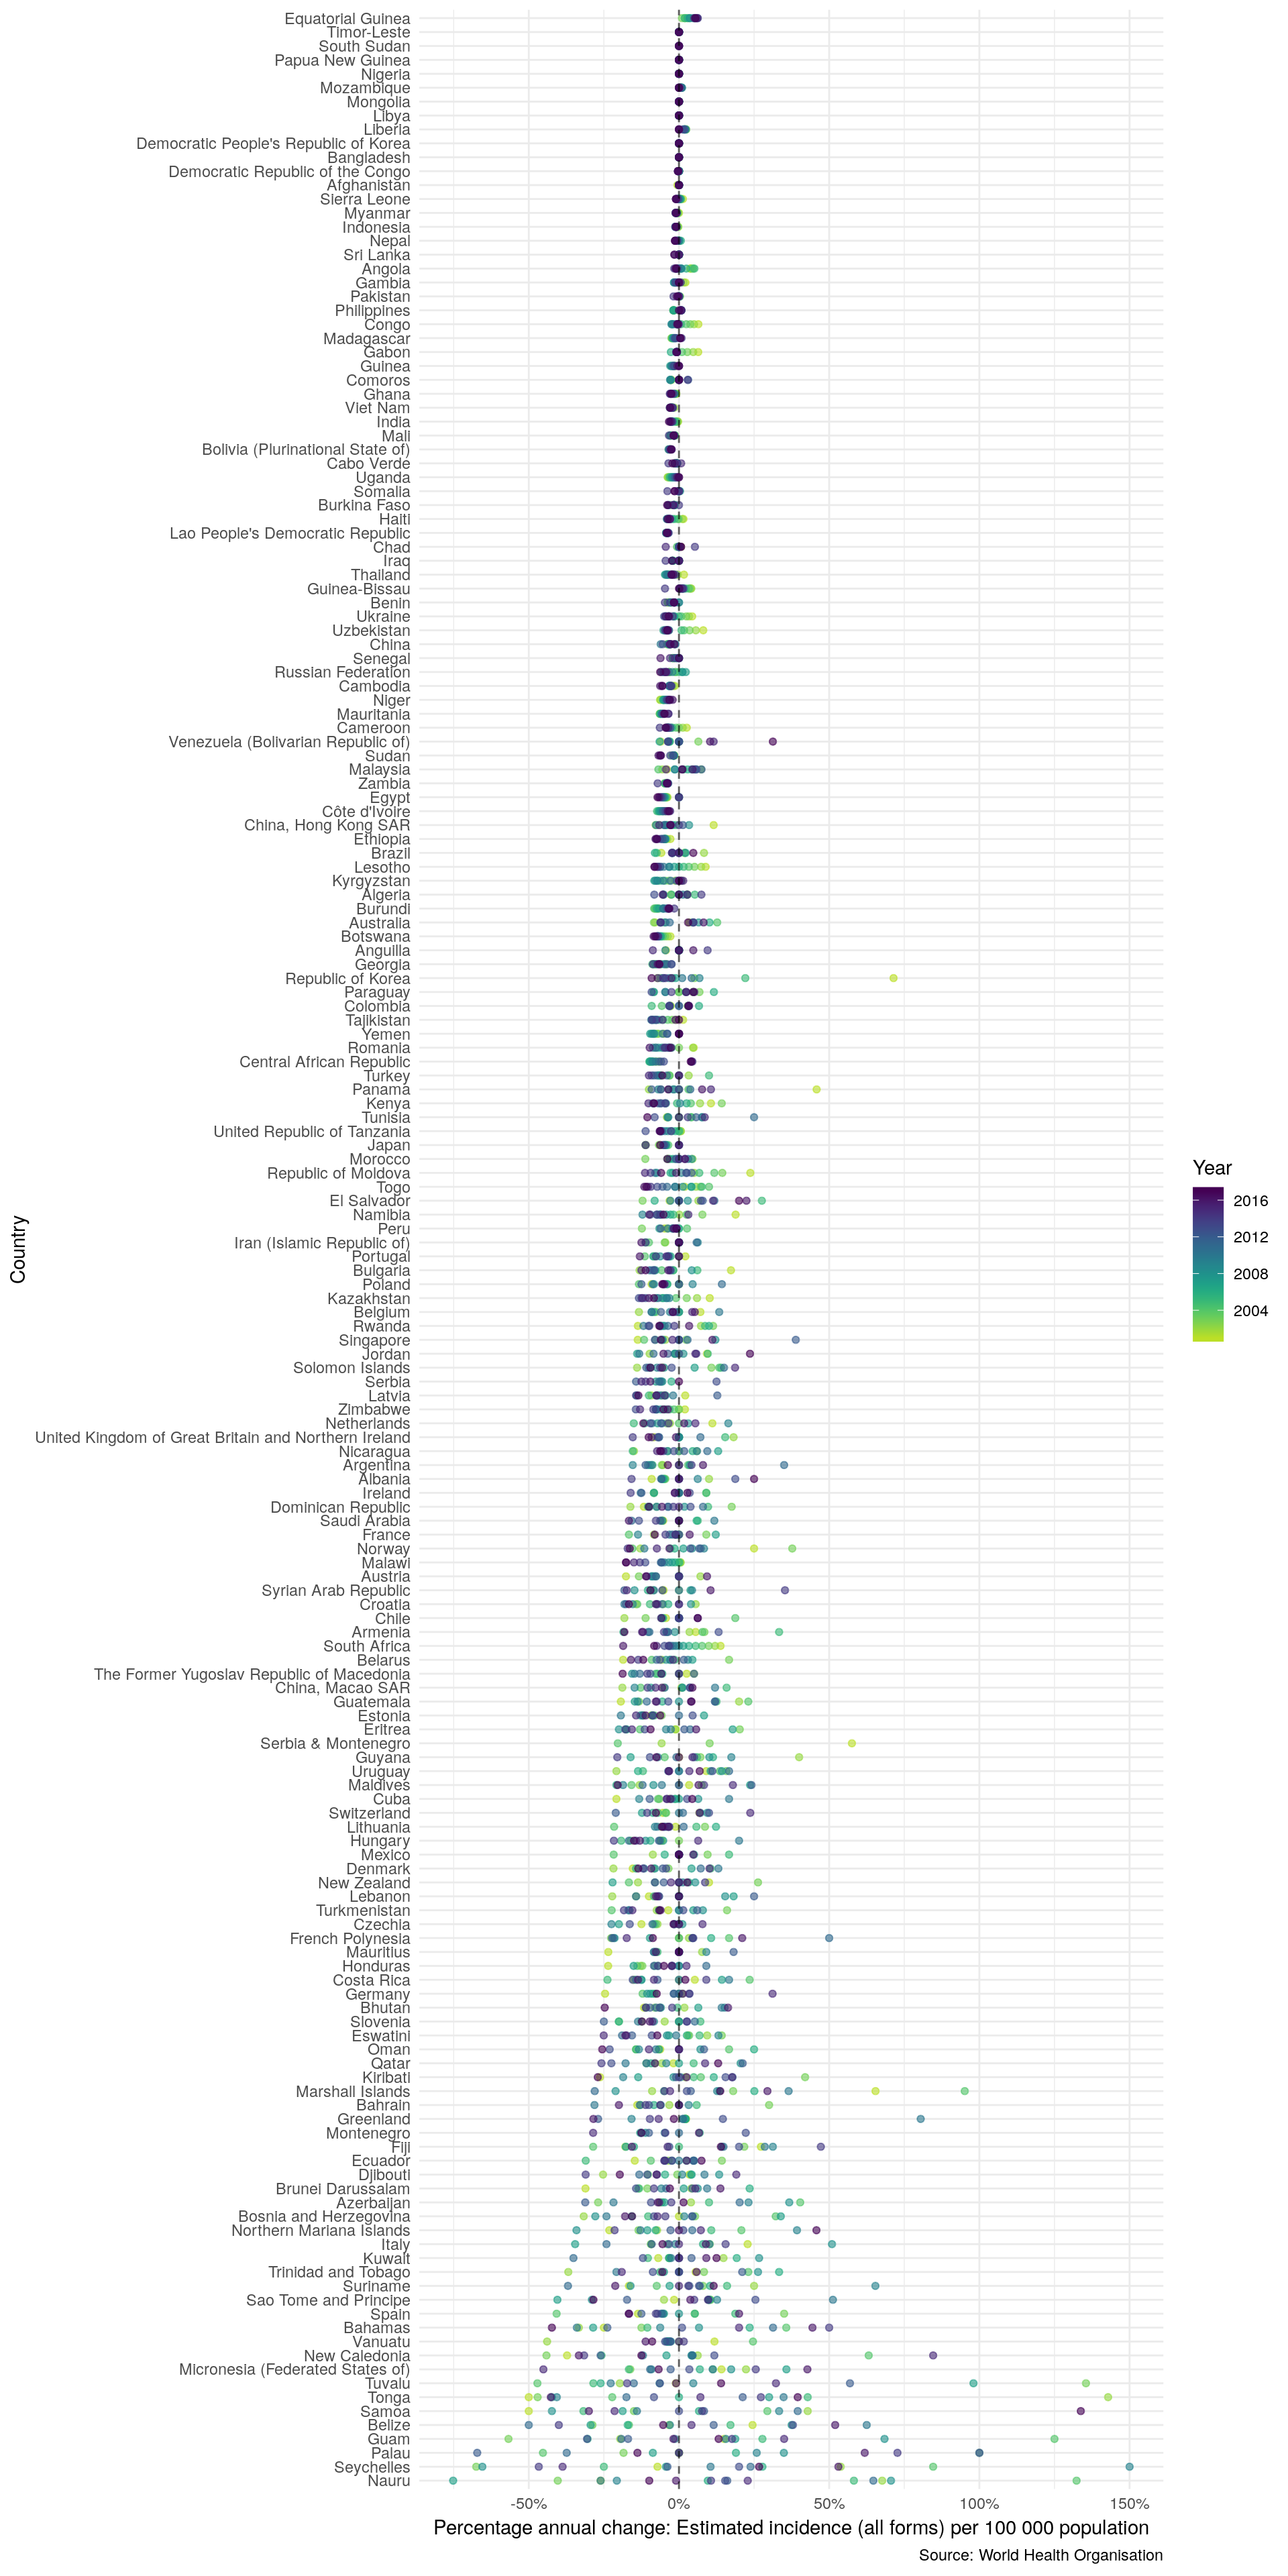 Equatorial Guinea
Timor-Leste
South Sudan
Papua New Guinea
Nigeria
Mozambique
Mongolia
Libya
Liberia
Democratic People's Republic of Korea
Bangladesh
Democratic Republic of the Congo
Afghanistan
Sierra Leone
Myanmar
Indonesia
Nepal
Sri Lanka
Angola
Gambia
Pakistan
Philippines
Congo
Madagascar
Gabon
Guinea
Comoros
Ghana
Viet Nam
India
Mali
Bolivia (Plurinational State of)
Cabo Verde
Uganda
Somalia
Burkina Faso
Haiti
Lao People's Democratic Republic
Chad
Iraq
Thailand
Guinea-Bissau
Benin
Ukraine
Uzbekistan
China
Senegal
Russian Federation
Cambodia
Niger
Mauritania
Cameroon
Venezuela (Bolivarian Republic of)
Sudan
Malaysia
Zambia
Egypt
Côte d'Ivoire
China, Hong Kong SAR
Ethiopia
Brazil
Lesotho
Kyrgyzstan
Algeria
Burundi
Australia
Botswana
Anguilla
Georgia
Republic of Korea
Paraguay
Colombia
Tajikistan
Yemen
Romania
Central African Republic
Turkey
Panama
Kenya
Tunisia
United Republic of Tanzania
Japan
Morocco
Republic of Moldova
Togo
El Salvador
Namibia
Peru
Iran (Islamic Republic of)
Portugal
Bulgaria
Poland
Kazakhstan
Belgium
Rwanda
Singapore
Jordan
Solomon Islands
Serbia
Latvia
Zimbabwe
Netherlands
United Kingdom of Great Britain and Northern Ireland
Nicaragua
Argentina
Albania
Ireland
Dominican Republic
Saudi Arabia
France
Norway
Malawi
Austria
Syrian Arab Republic
Croatia
Chile
Armenia
South Africa
Belarus
The Former Yugoslav Republic of Macedonia
China, Macao SAR
Guatemala
Estonia
Eritrea
Serbia & Montenegro
Guyana
Uruguay
Maldives
Cuba
Switzerland
Lithuania
Hungary
Mexico
Denmark
New Zealand
Lebanon
Turkmenistan
Czechia
French Polynesia
Mauritius
Honduras
Costa Rica
Germany
Bhutan
Slovenia
Eswatini
Oman
Qatar
Kiribati
Marshall Islands
Bahrain
Greenland
Montenegro
Fiji
Ecuador
Djibouti
Brunei Darussalam
Azerbaijan
Bosnia and Herzegovina
Northern Mariana Islands
Italy
Kuwait
Trinidad and Tobago
Suriname
Sao Tome and Principe
Spain
Bahamas
Vanuatu
New Caledonia
Micronesia (Federated States of)
Tuvalu
Tonga
Samoa
Belize
Guam
Palau
Seychelles
Nauru
Country
-50% 0% 50% 100% 150%
Percentage annual change: Estimated incidence (all forms) per 100 000 population
Source: World Health Organisation
Year
2016
2012
2008
2004